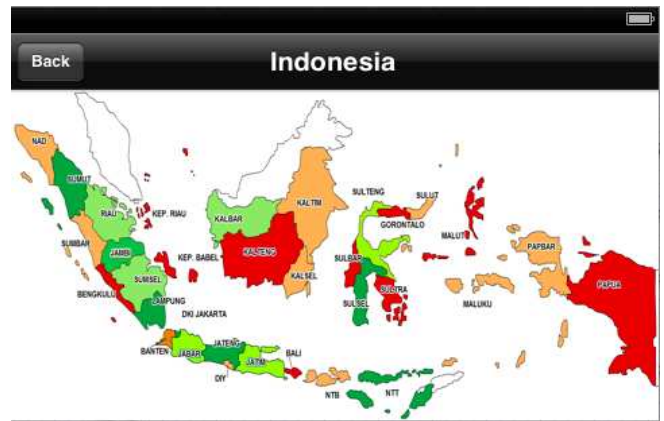 Back
Indonesia
NAD
SUMUT
RIAU
KEP. RIAU
SUMBAR
JAMBI
KEP. BABEL
BENGKULU
SUMSEL
LAMPUNG
DKI JAKARTA
BANTEN
JABAR
JATENG
DIY
JATIM
BALI
NTB
NTT
KALBAR
KALTENG
KALTIM
KALSEL
SULTENG
SULUT
GORONTALO
SULBAR
SULSEL
SULTRA
MALUT
MALUKU
PAPBAR
PAPUA